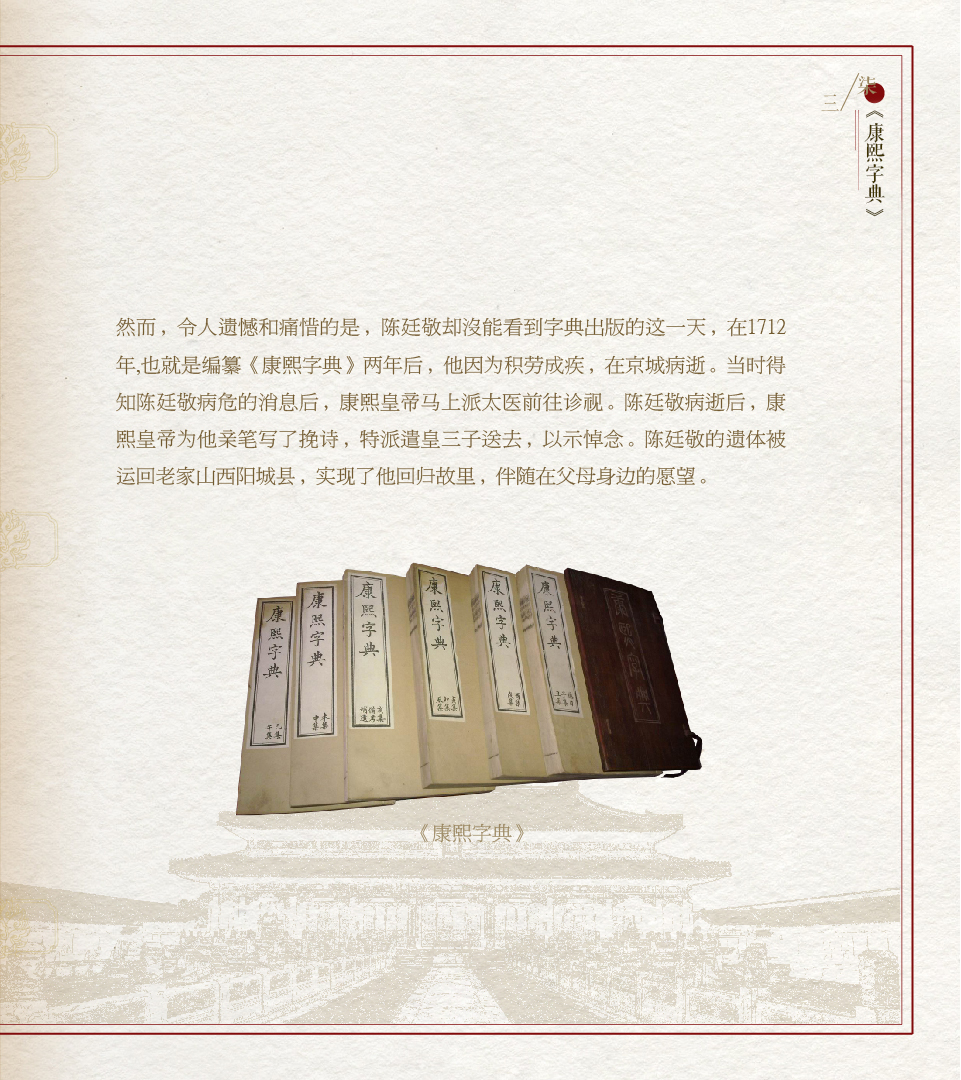 柒
三
《康熙字典》
然而，令人遗憾和痛惜的是，陈廷敬却沒能看到字典出版的这一天，在1712
年,也就是编纂《康熙字典》两年后，他因为积劳成疾，在京城病逝。当时得
知陈廷敬病危的消息后，康熙皇帝马上派太医前往诊视。陈廷敬病逝后，康
熙皇帝为他亲笔写了挽诗，特派遣皇三子送去，以示悼念。陈廷敬的遗体被
运回老家山西阳城县，实现了他回归故里，伴随在父母身边的愿望。
康熙字典
康熙字典
未集
中集
康熙字典
亥集
备考
康熙字典
康熙字典
康熙字典
《康熙字典》